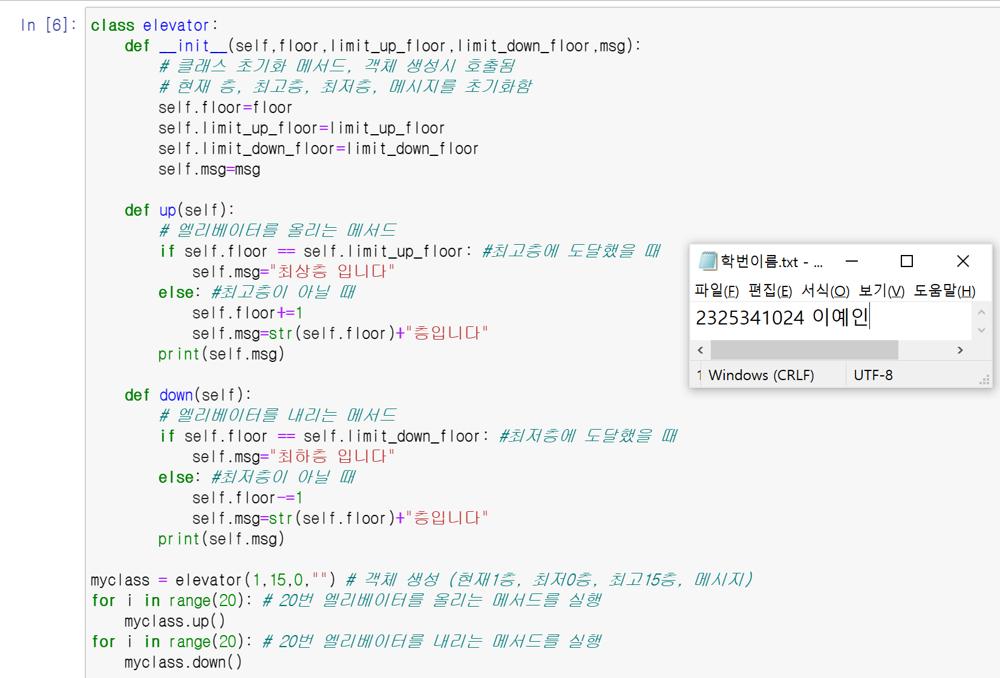 In [6]:
class elevator:
    def __init__(self,floor,limit_up_floor,limit_down_floor,msg):
        # 클래스 초기화 메서드, 객체 생성시 호출됨
        # 현재 층, 최고층, 최저층, 메시지를 초기화함
        self.floor=floor
        self.limit_up_floor=limit_up_floor
        self.limit_down_floor=limit_down_floor
        self.msg=msg
    def up(self):
        # 엘리베이터를 올리는 메서드
        if self.floor == self.limit_up_floor: #최고층에 도달했을 때
            self.msg="최상층 입니다"
        else: #최고층이 아닐 때
            self.floor+=1
            self.msg=str(self.floor)+"층입니다"
        print(self.msg)
    def down(self):
        # 엘리베이터를 내리는 메서드
        if self.floor == self.limit_down_floor: #최저층에 도달했을 때
            self.msg="최하층 입니다"
        else: #최저층이 아닐 때
            self.floor-=1
            self.msg=str(self.floor)+"층입니다"
        print(self.msg)
myclass = elevator(1,15,0,"") # 객체 생성 (현재1층, 최저0층, 최고15층, 메시지)
for i in range(20): # 20번 엘리베이터를 올리는 메서드를 실행
    myclass.up()
for i in range(20): # 20번 엘리베이터를 내리는 메서드를 실행
    myclass.down()
학번이름.txt - ...
파일(F) 편집(E) 서식(O) 보기(V) 도움말(H)
2325341024 이예인
Windows (CRLF) UTF-8